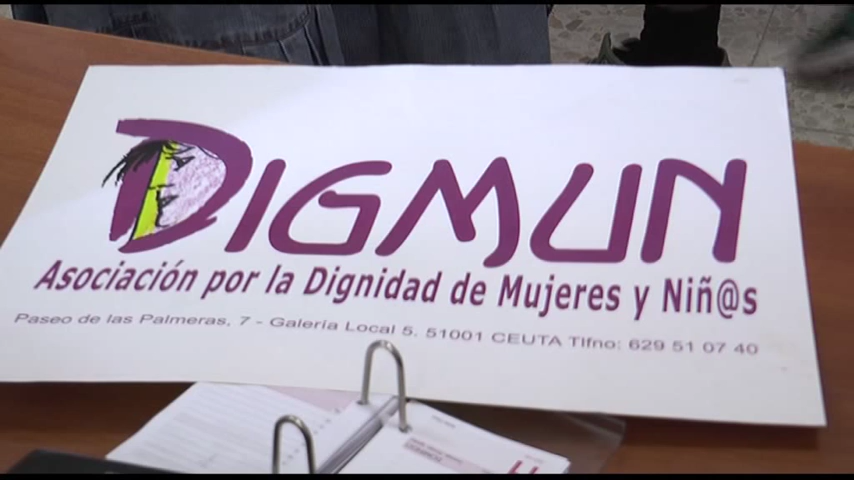 DIGMUN
Asociación por la Dignidad de Mujeres y Niñ@s
Paseo de las Palmeras, 7 - Galería Local 5. 51001 CEUTA Tlfno: 629 51 07 40